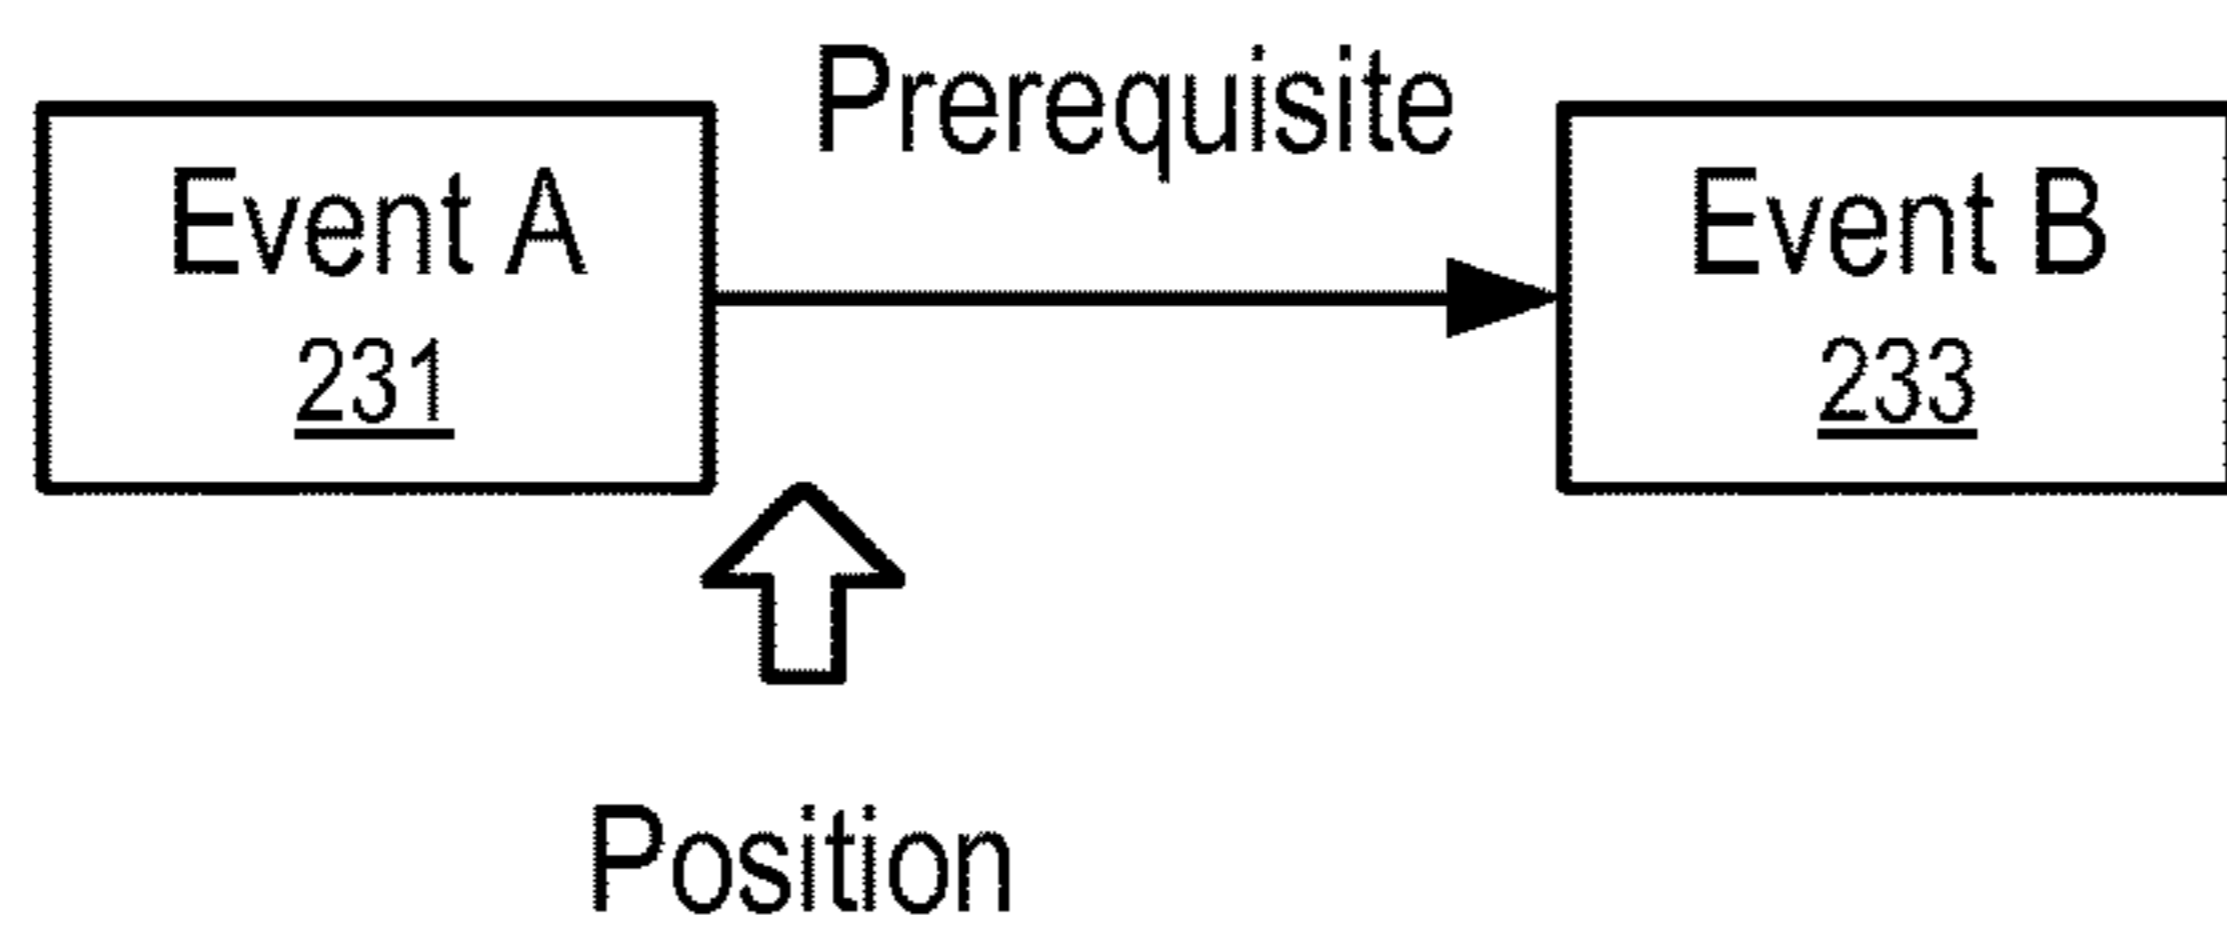 Prerequisite
Event A
231
Event B
233
Position